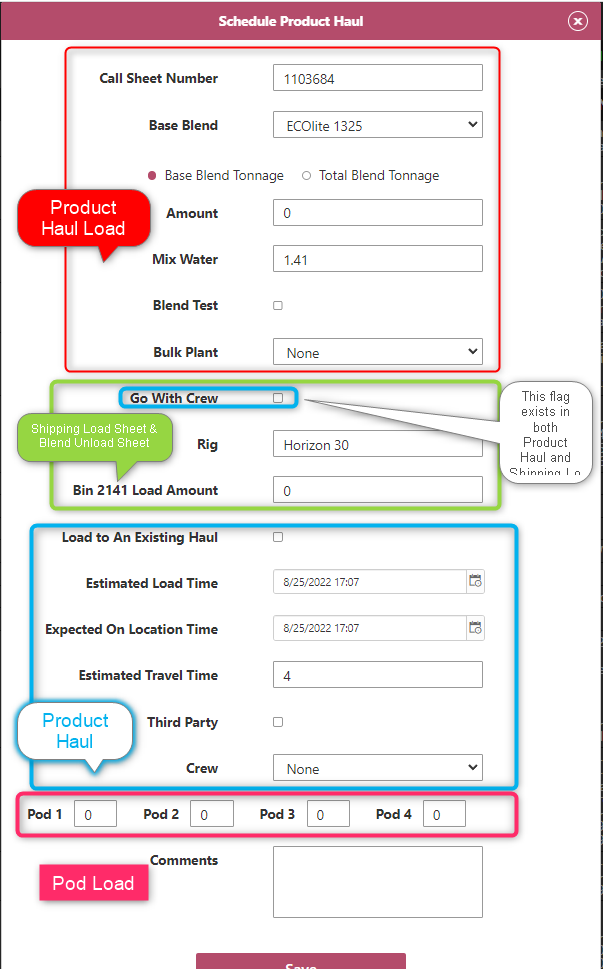 Schedule Product Haul
Call Sheet Number 1103684
Base Blend ECOlite 1325
Base Blend Tonnage Total Blend Tonnage
Product
Haul Load
Amount 0
Mix Water 1.41
Blend Test
Bulk Plant None
Go With Crew
This flag
exists in
both
Product
Haul and
Shipping Lo
Shipping Load Sheet &
Blend Unload Sheet
Rig Horizon 30
Bin 2141 Load Amount 0
Load to An Existing Haul
Estimated Load Time 8/25/2022 17:07
Expected On Location Time 8/25/2022 17:07
Estimated Travel Time 4
Product
Haul
Third Party
Crew None
Pod 1 0 Pod 2 0 Pod 3 0 Pod 4 0
Comments
Pod Load
Save